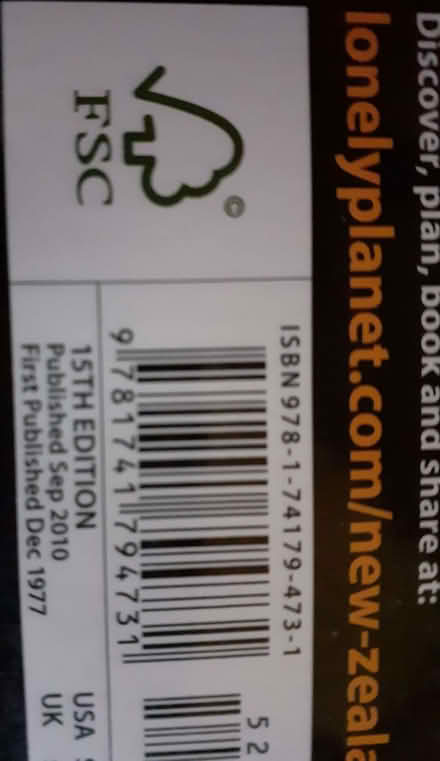 Discover, plan, book and share at:
lonelyplanet.com/new-zeala
©
FSC
ISBN 978-1-74179-473-1
9 781741 794731
5 2
15TH EDITION
Published Sep 2010
First Published Dec 1977
USA
UK